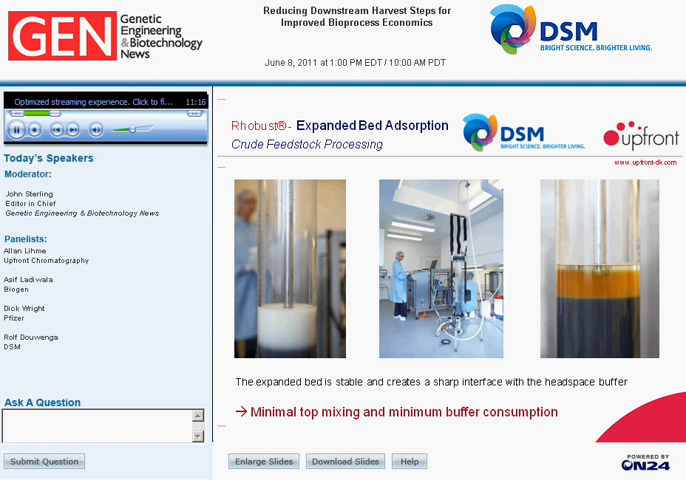 GEN
Genetic
Engineering
& Biotechnology
News
Reducing Downstream Harvest Steps for
Improved Bioprocess Economics
June 8, 2011 at 1:00 PM EDT / 10:00 AM PDT
DSM
BRIGHT SCIENCE. BRIGHTER LIVING.
Optimized streaming experience. Click to fi... 11:16
Today's Speakers
Moderator:
John Sterling
Editor in Chief
Genetic Engineering & Biotechnology News
Panelists:
Allan Lihme
Upfront Chromatography
Asif Ladiwala
Biogen
Dick Wright
Pfizer
Rolf Douwenga
DSM
Ask A Question
Submit Question
Rhobust®- Expanded Bed Adsorption
Crude Feedstock Processing
DSM
BRIGHT SCIENCE. BRIGHTER LIVING.
upfront
www.upfront-dk.com
The expanded bed is stable and creates a sharp interface with the headspace buffer
→ Minimal top mixing and minimum buffer consumption
Enlarge Slides
Download Slides
Help
POWERED BY
ON24